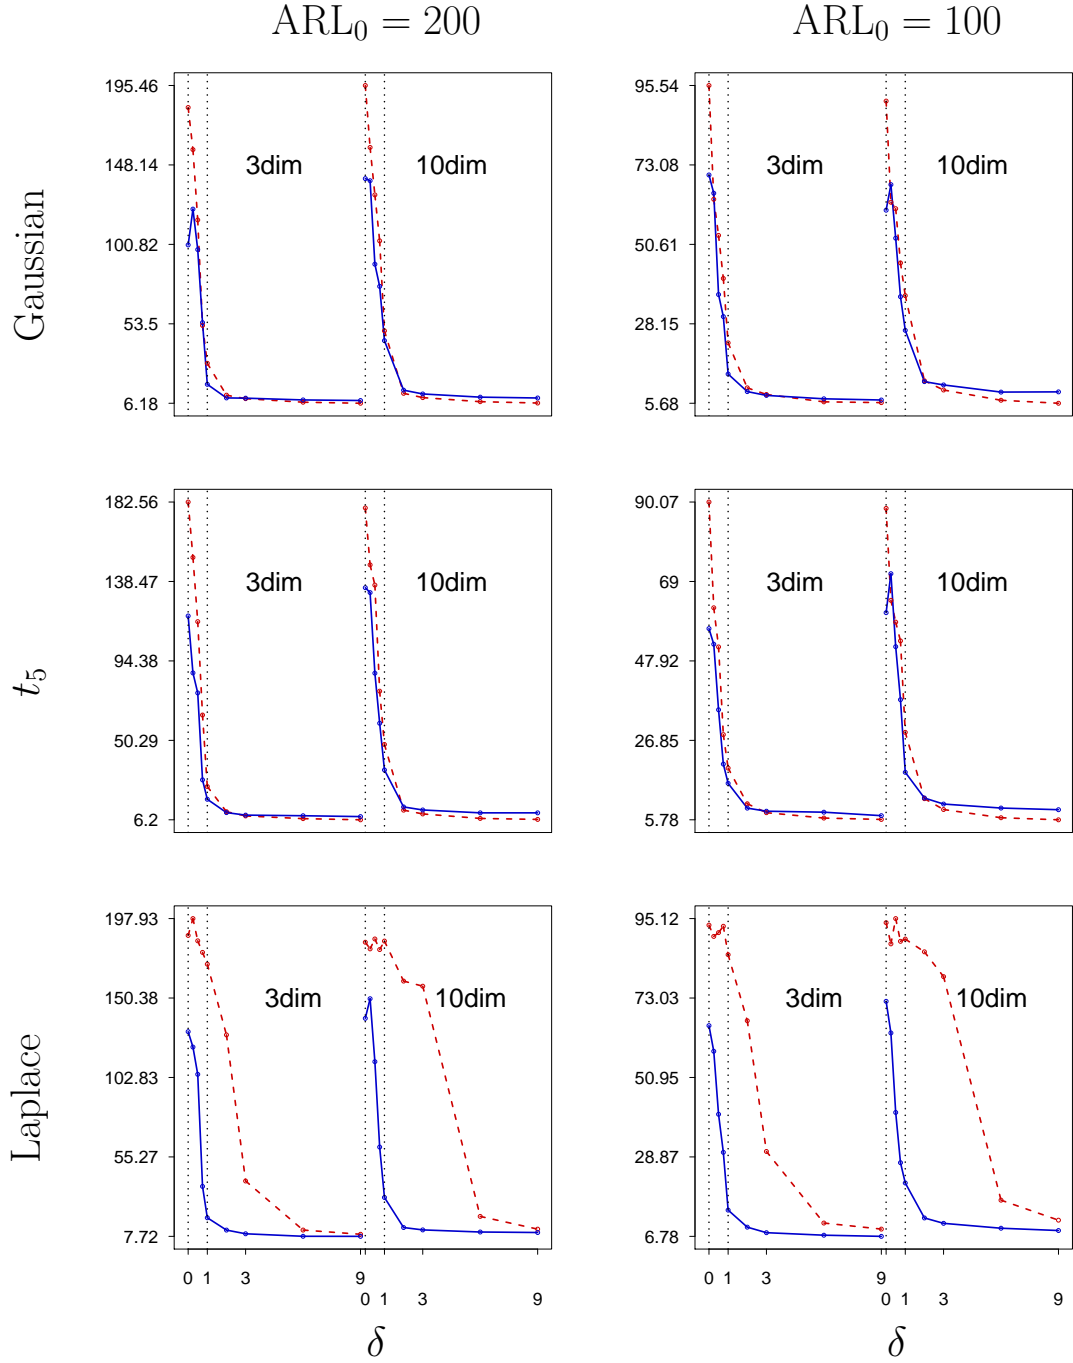 ARL₀ = 200
ARL₀ = 100
Gaussian
195.46
148.14
100.82
53.5
6.18
3dim
10dim
95.54
73.08
50.61
28.15
5.68
3dim
10dim
t₅
182.56
138.47
94.38
50.29
6.2
3dim
10dim
90.07
69
47.92
26.85
5.78
3dim
10dim
Laplace
197.93
150.38
102.83
55.27
7.72
3dim
10dim
95.12
73.03
50.95
28.87
6.78
3dim
10dim
0 1 3 9
0 1 3 9
0 1 3 9
0 1 3 9
δ
δ